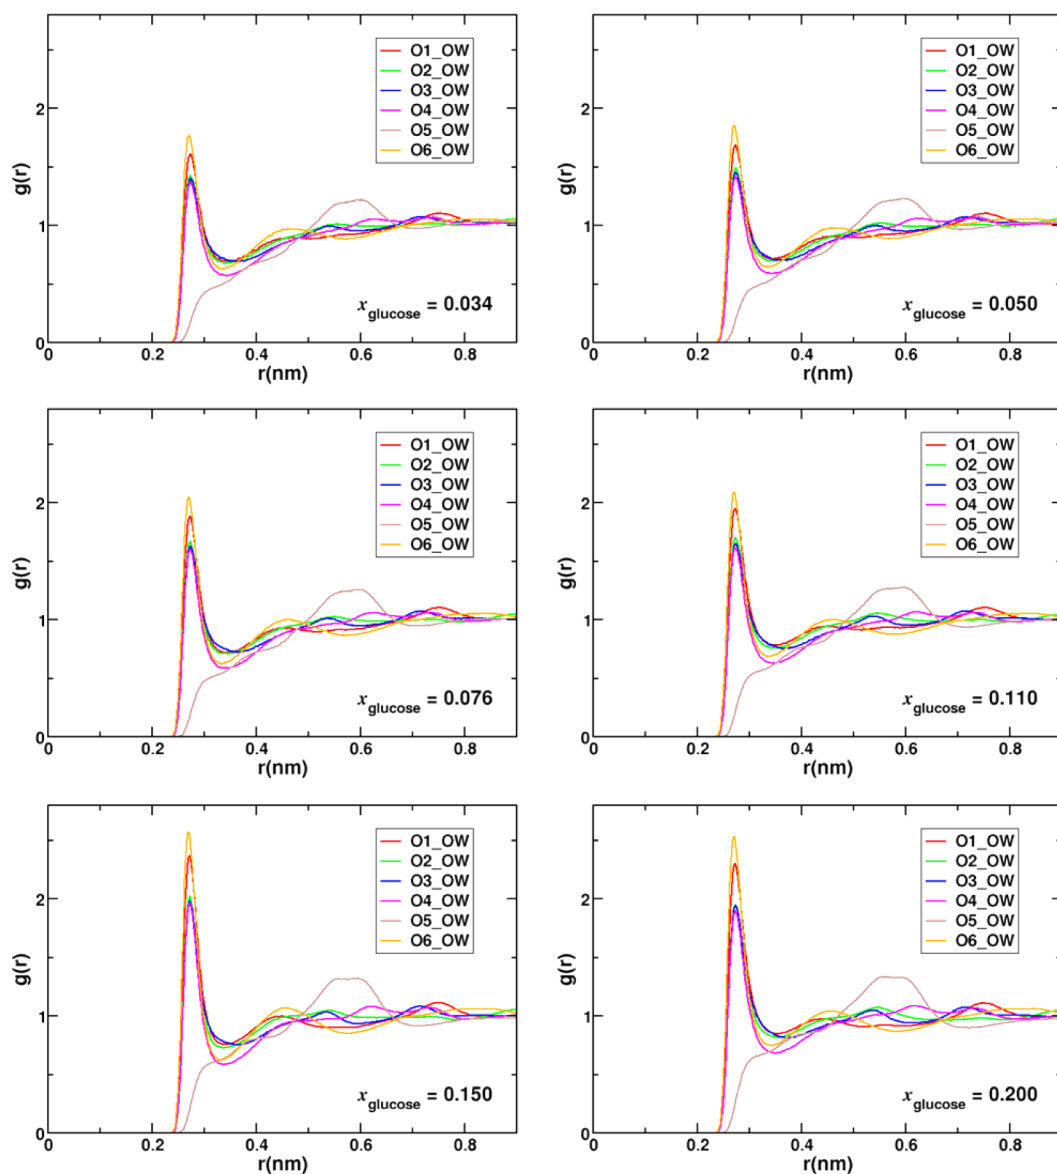 g(r)
2
1
0
O1_OW
O2_OW
O3_OW
O4_OW
O5_OW
O6_OW
x glucose = 0.034
0 0.2 0.4 0.6 0.8
r(nm)
g(r)
2
1
0
O1_OW
O2_OW
O3_OW
O4_OW
O5_OW
O6_OW
x glucose = 0.050
0 0.2 0.4 0.6 0.8
r(nm)
g(r)
2
1
0
O1_OW
O2_OW
O3_OW
O4_OW
O5_OW
O6_OW
x glucose = 0.076
0 0.2 0.4 0.6 0.8
r(nm)
g(r)
2
1
0
O1_OW
O2_OW
O3_OW
O4_OW
O5_OW
O6_OW
x glucose = 0.110
0 0.2 0.4 0.6 0.8
r(nm)
g(r)
2
1
0
O1_OW
O2_OW
O3_OW
O4_OW
O5_OW
O6_OW
x glucose = 0.150
0 0.2 0.4 0.6 0.8
r(nm)
g(r)
2
1
0
O1_OW
O2_OW
O3_OW
O4_OW
O5_OW
O6_OW
x glucose = 0.200
0 0.2 0.4 0.6 0.8
r(nm)